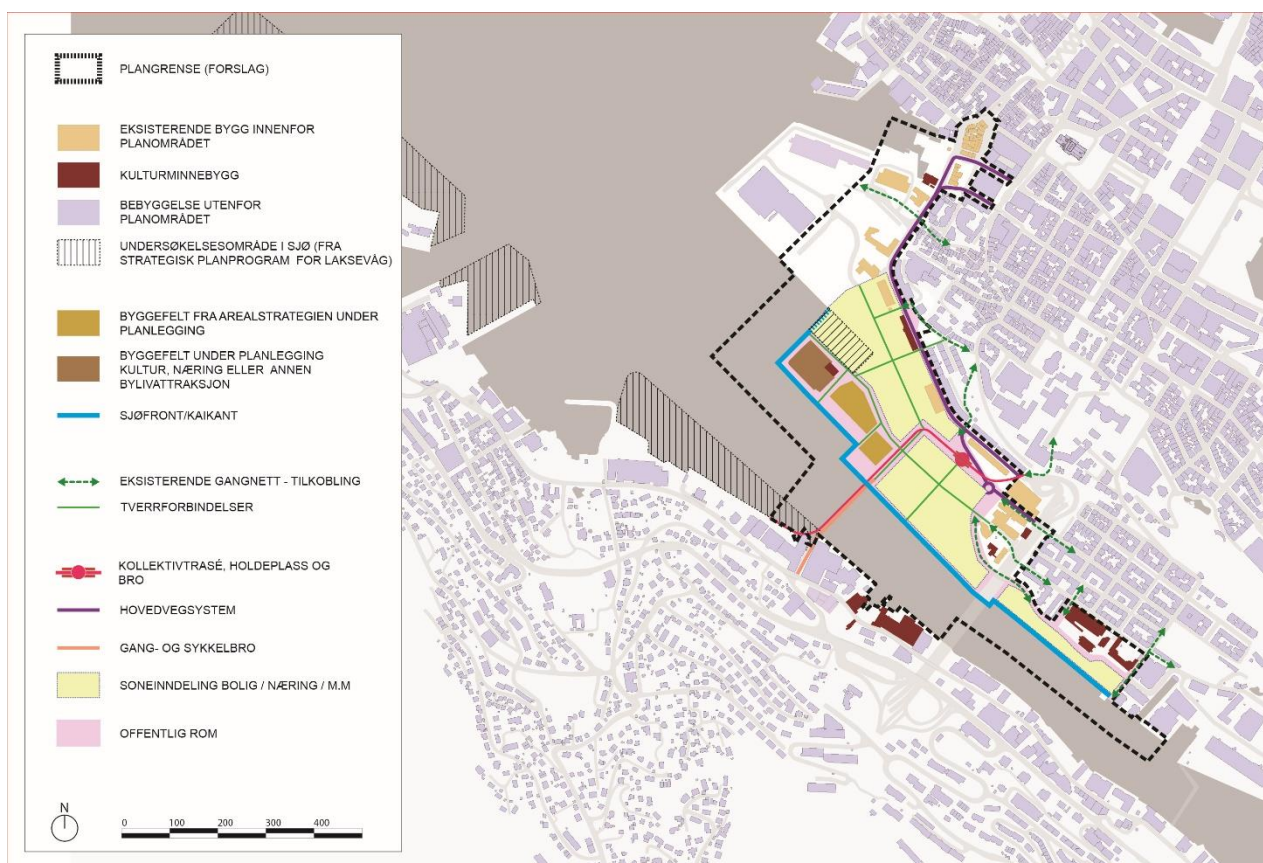 PLANGRENSE (FORSLAG)
EKSISTERENDE BYGG INNENFOR
PLANOMRÅDET
KULTURMINNEBYGG
BEBYGGELSE UTENFOR
PLANOMRÅDET
UNDERSØKELSESOMRÅDE I SJØ (FRA
STRATEGISK PLANPROGRAM FOR LAKSEVÅG)
BYGGEFELT FRA AREALSTRATEGIEN UNDER
PLANLEGGING
BYGGEFELT UNDER PLANLEGGING
KULTUR, NÆRING ELLER ANNEN
BYLIVATTRAKSJON
SJØFRONT/KAIKANT
EKSISTERENDE GANGNETT - TILKOBLING
TVERRFORBINDELSER
KOLLEKTIVTRASÉ, HOLDEPLASS OG
BRO
HOVEDVEGSYSTEM
GANG- OG SYKKELBRO
SONEINNDELING BOLIG / NÆRING / M.M
OFFENTLIG ROM
N
0 100 200 300 400